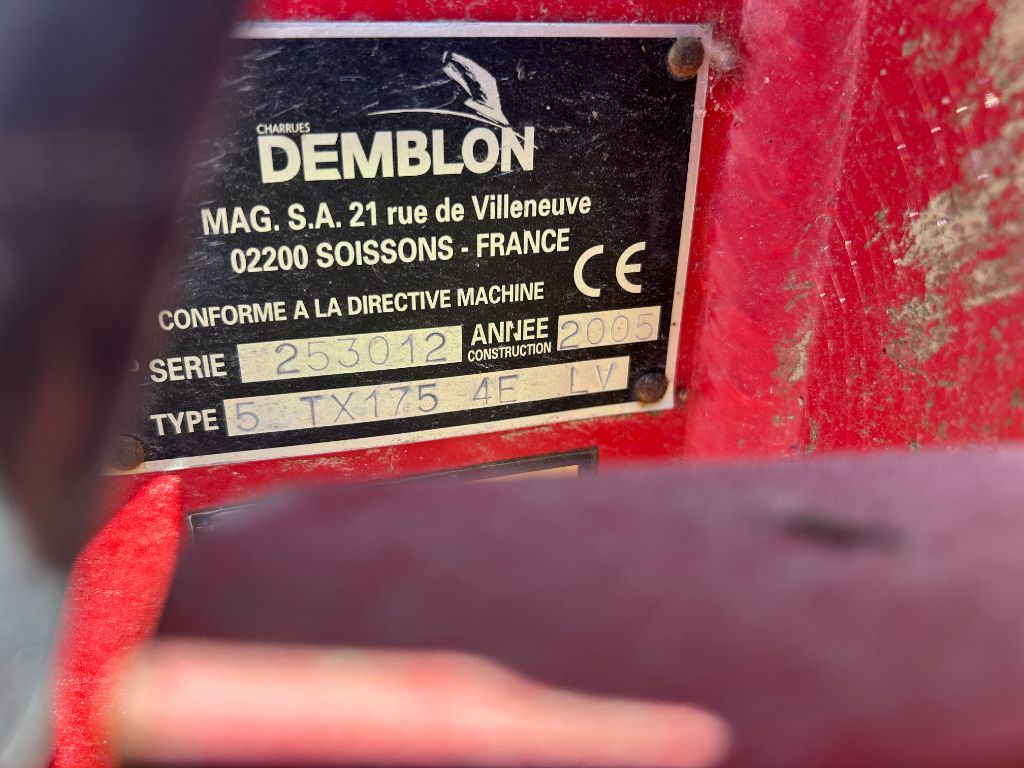 CHARRUES
DEMBLON
MAG. S.A. 21 rue de Villeneuve
02200 SOISSONS - FRANCE
CE
CONFORME A LA DIRECTIVE MACHINE
SERIE 253012 ANNEE CONSTRUCTION 2005
TYPE 5 TX175 4E LV